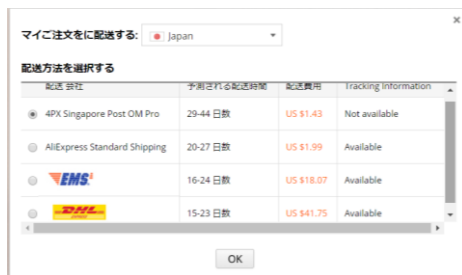 ×
マイご注文をに配送する: Japan
配送方法を選択する
配送 会社 予測される配送時間 配送費用 Tracking Information
4PX Singapore Post OM Pro 29-44 日数 US $1.43 Not available
AliExpress Standard Shipping 20-27 日数 US $1.99 Available
EMS 16-24 日数 US $18.07 Available
DHL 15-23 日数 US $41.75 Available
OK